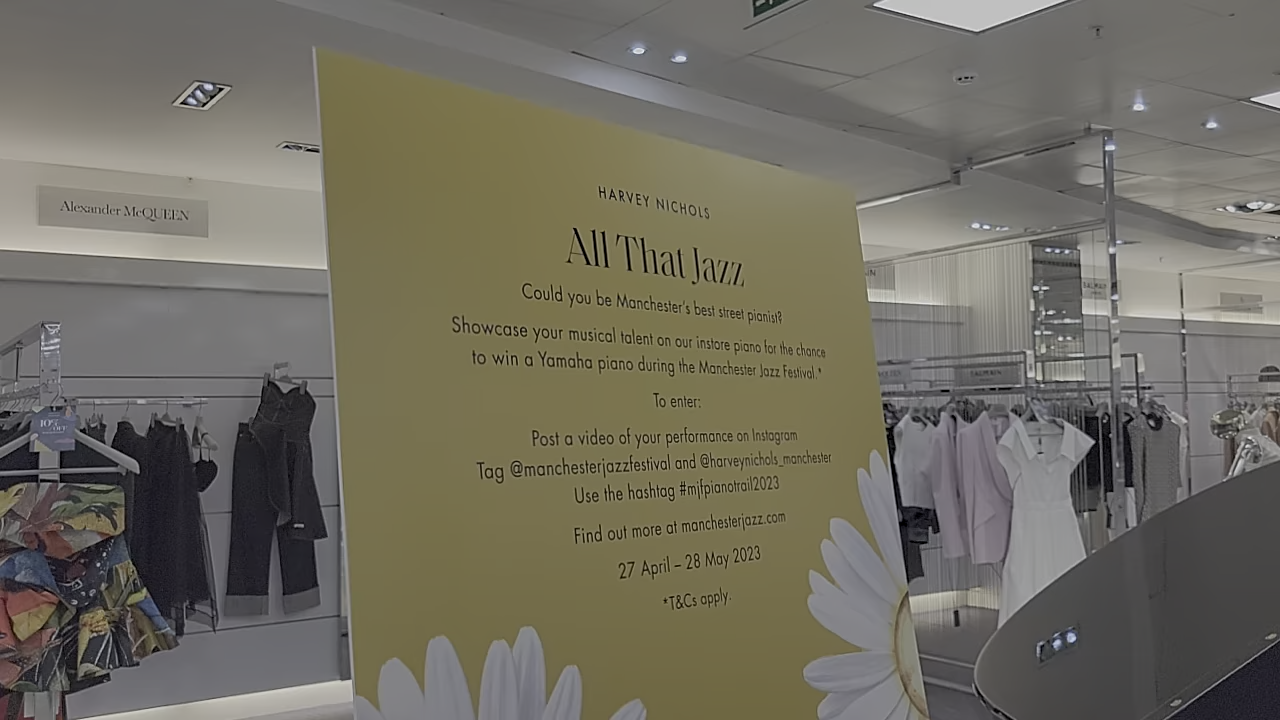 Alexander McQUEEN
HARVEY NICHOLS
All That Jazz
Could you be Manchester's best street pianist?
Showcase your musical talent on our instore piano for the chance
to win a Yamaha piano during the Manchester Jazz Festival.*
To enter:
Post a video of your performance on Instagram
Tag @manchesterjazzfestival and @harveynichols_manchester
Use the hashtag #mjfpianotrail2023
Find out more at manchesterjazz.com
27 April – 28 May 2023
*T&Cs apply.
10%
OFF
BALMAIN